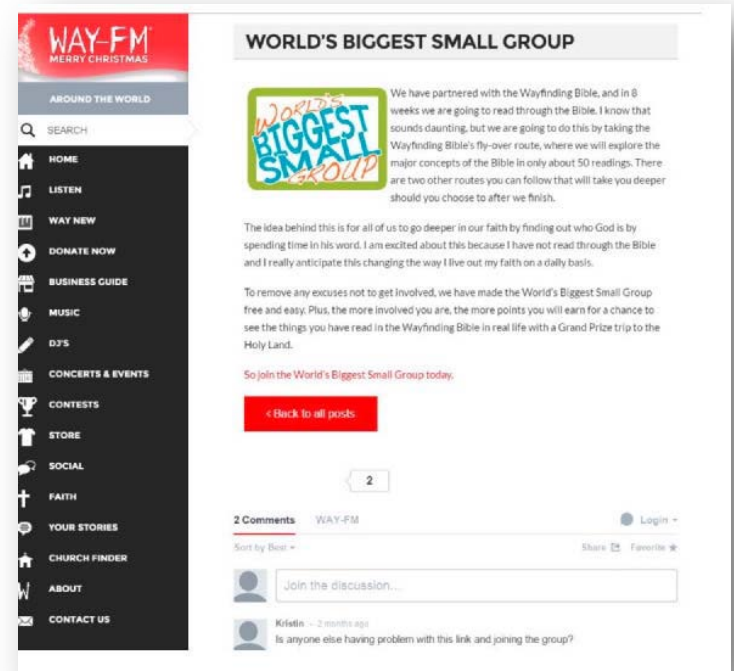 WAY-FM
MERRY CHRISTMAS
AROUND THE WORLD
SEARCH
HOME
LISTEN
WAY NEW
DONATE NOW
BUSINESS GUIDE
MUSIC
DJ'S
CONCERTS & EVENTS
CONTESTS
STORE
SOCIAL
FAITH
YOUR STORIES
CHURCH FINDER
ABOUT
CONTACT US
WORLD'S BIGGEST SMALL GROUP
WORLD'S
BIGGEST
SMALL
GROUP
We have partnered with the Wayfinding Bible, and in 8
weeks we are going to read through the Bible. I know that
sounds daunting, but we are going to do this by taking the
Wayfinding Bible's fly-over route, where we will explore the
major concepts of the Bible in only about 50 readings. There
are two other routes you can follow that will take you deeper
should you choose to after we finish.
The idea behind this is for all of us to go deeper in our faith by finding out who God is by
spending time in his word. I am excited about this because I have not read through the Bible
and I really anticipate this changing the way I live out my faith on a daily basis.
To remove any excuses not to get involved, we have made the World's Biggest Small Group
free and easy. Plus, the more involved you are, the more points you will earn for a chance to
see the things you have read in the Wayfinding Bible in real life with a Grand Prize trip to the
Holy Land.
So join the World's Biggest Small Group today.
< Back to all posts
2
2 Comments WAY-FM Login
Sort by Best Share Favorite
Join the discussion...
Kristin - 2 months ago
Is anyone else having problem with this link and joining the group?